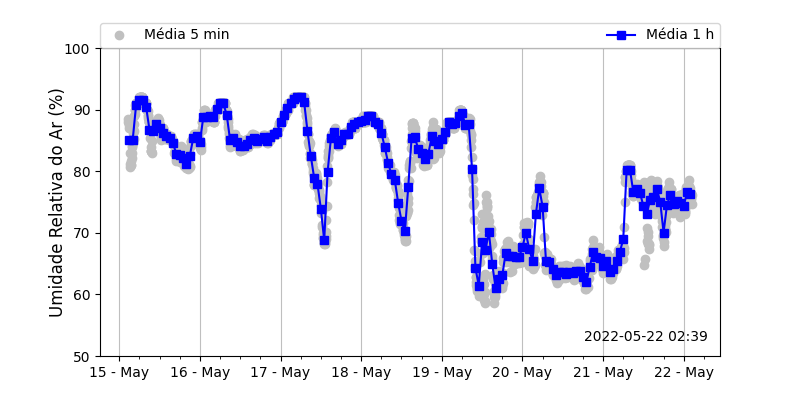 Média 5 min
Média 1 h
Umidade Relativa do Ar (%)
100
90
80
70
60
50
2022-05-22 02:39
15 - May
16 - May
17 - May
18 - May
19 - May
20 - May
21 - May
22 - May